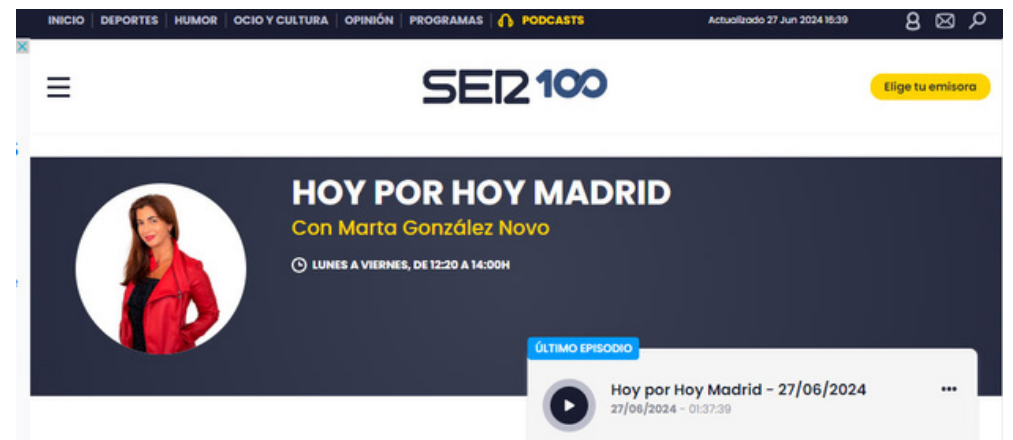 INICIO DEPORTES HUMOR OCIO Y CULTURA OPINIÓN PROGRAMAS PODCASTS Actualizado 27 Jun 2024 16:39
SER 100 Elige tu emisora
HOY POR HOY MADRID
Con Marta González Novo
LUNES A VIERNES, DE 12:20 A 14:00H
ÚLTIMO EPISODIO
Hoy por Hoy Madrid - 27/06/2024
27/06/2024 - 01:37:39